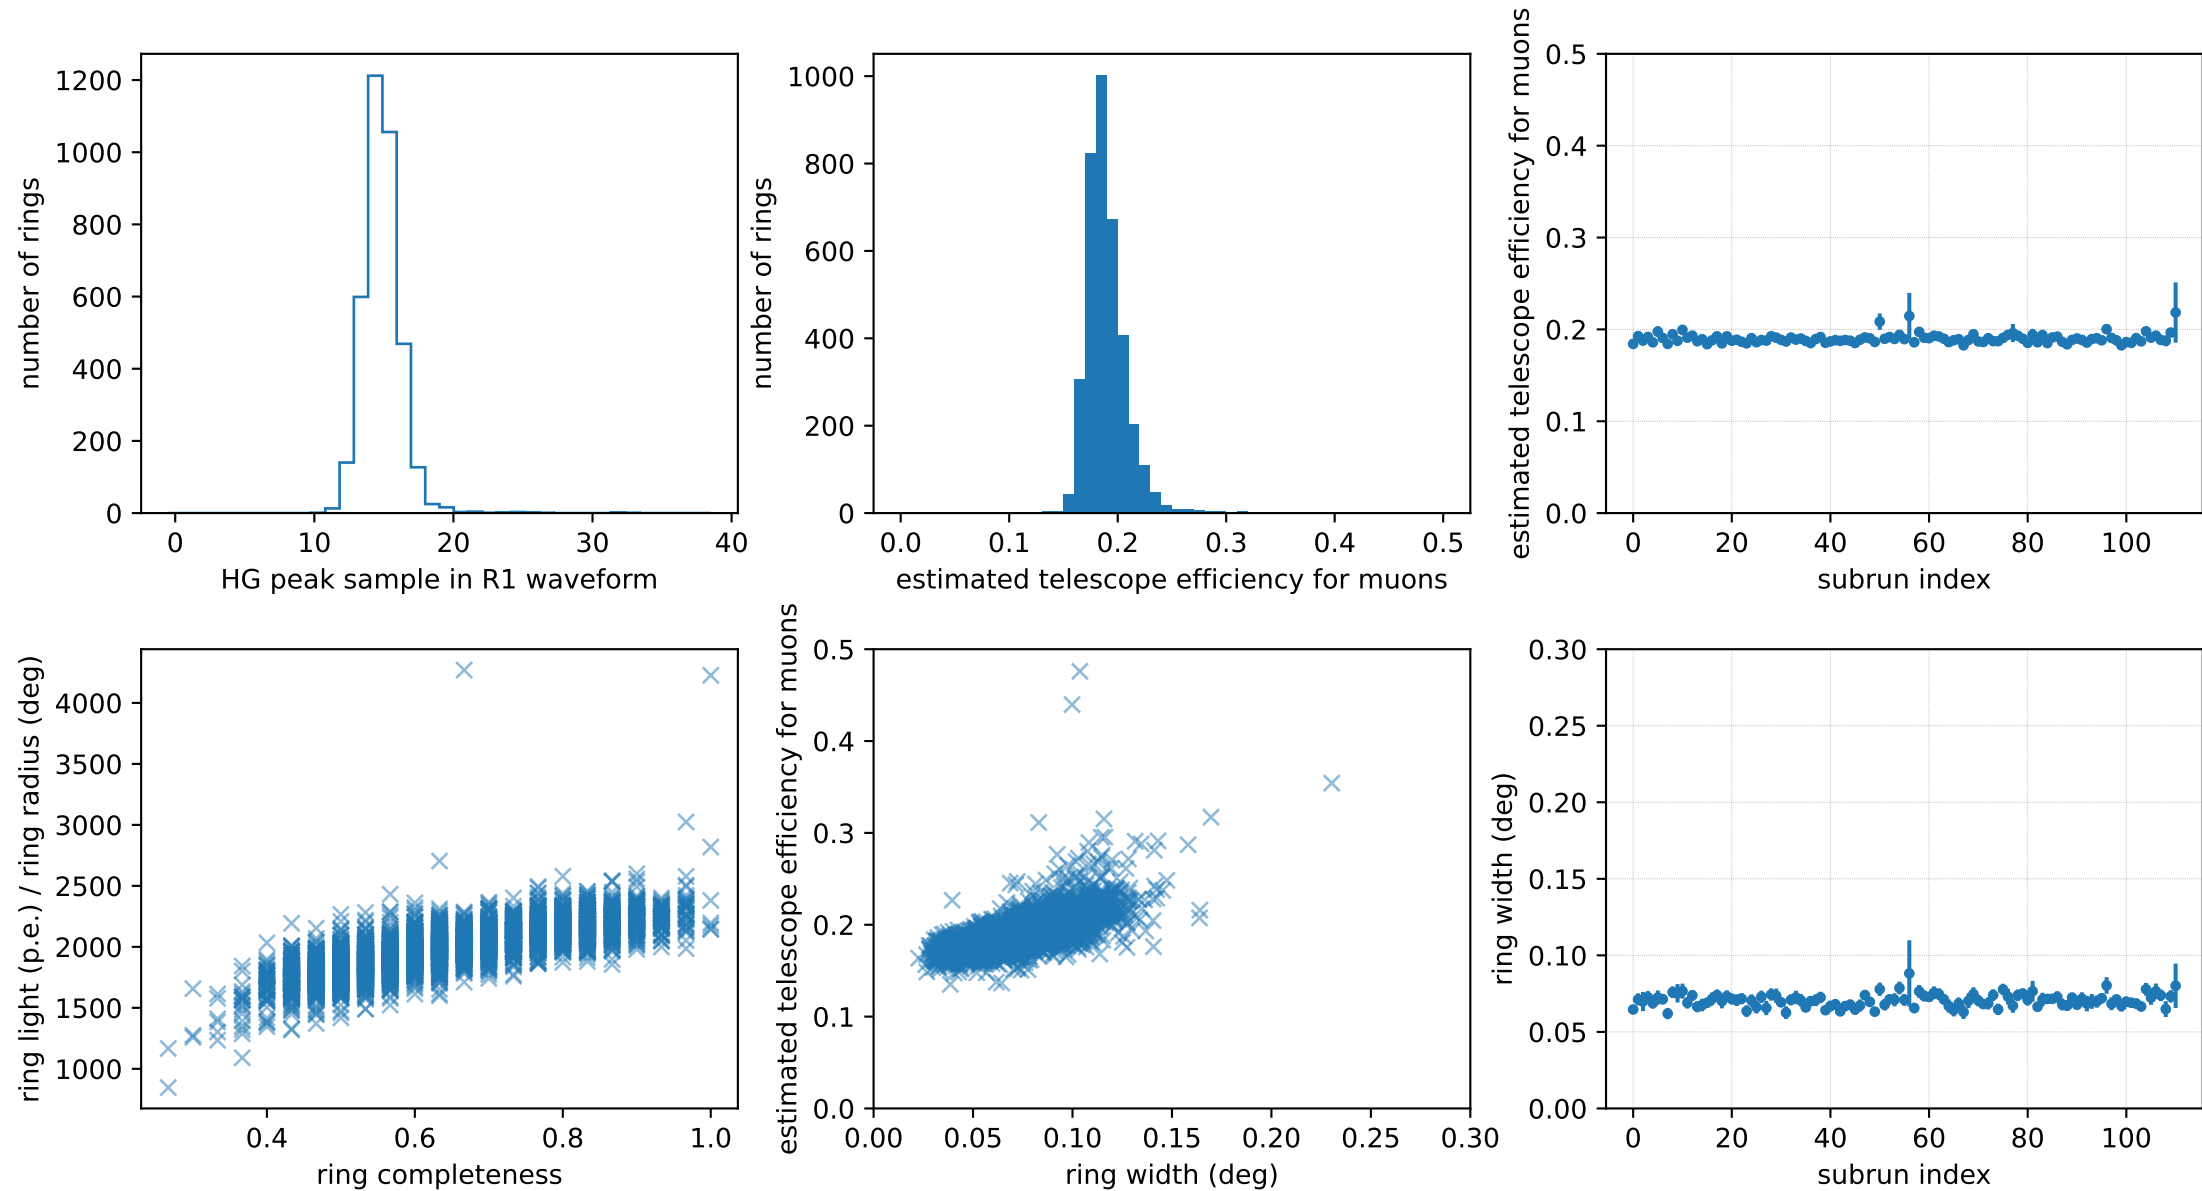 number of rings
1200
1000
800
600
400
200
0
0 10 20 30 40
HG peak sample in R1 waveform
number of rings
1000
800
600
400
200
0
0.0 0.1 0.2 0.3 0.4 0.5
estimated telescope efficiency for muons
estimated telescope efficiency for muons
0.5
0.4
0.3
0.2
0.1
0.0
0 20 40 60 80 100
subrun index
ring light (p.e.) / ring radius (deg)
4000
3500
3000
2500
2000
1500
1000
0.4 0.6 0.8 1.0
ring completeness
estimated telescope efficiency for muons
0.5
0.4
0.3
0.2
0.1
0.0
0.00 0.05 0.10 0.15 0.20 0.25 0.30
ring width (deg)
ring width (deg)
0.30
0.25
0.20
0.15
0.10
0.05
0.00
0 20 40 60 80 100
subrun index